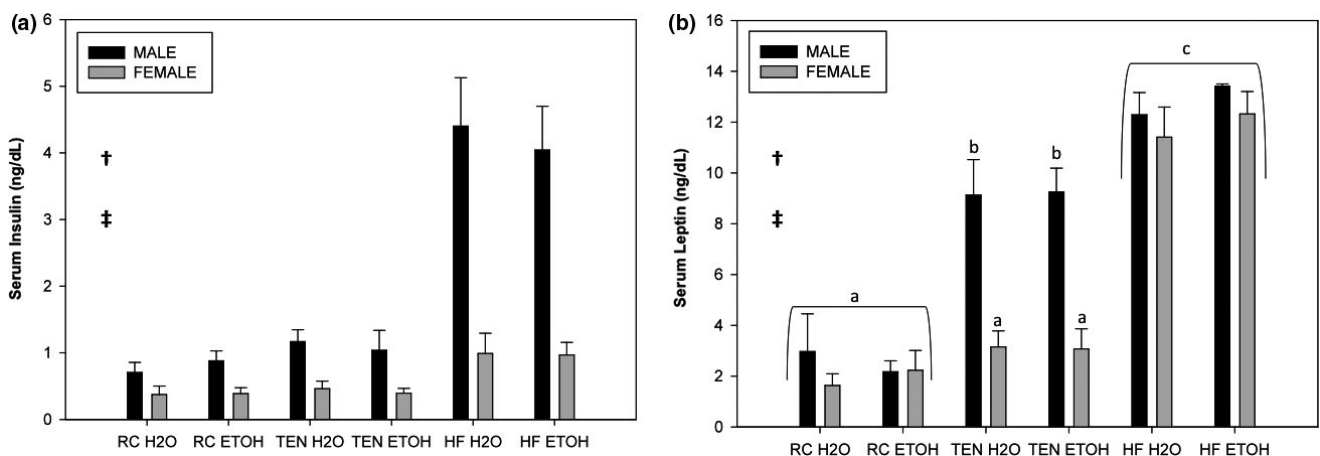 (a)
6
5
4
3
2
1
0
Serum Insulin (ng/dL)
MALE
FEMALE
†
‡
RC H2O RC ETOH TEN H2O TEN ETOH HF H2O HF ETOH
(b)
16
14
12
10
8
6
4
2
0
Serum Leptin (ng/dL)
MALE
FEMALE
†
‡
a
b
a
b
a
c
RC H2O RC ETOH TEN H2O TEN ETOH HF H2O HF ETOH